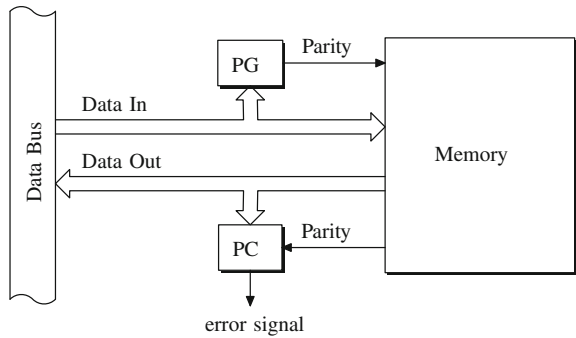 Parity
PG
Data In
Data Bus
Memory
Data Out
Parity
PC
error signal